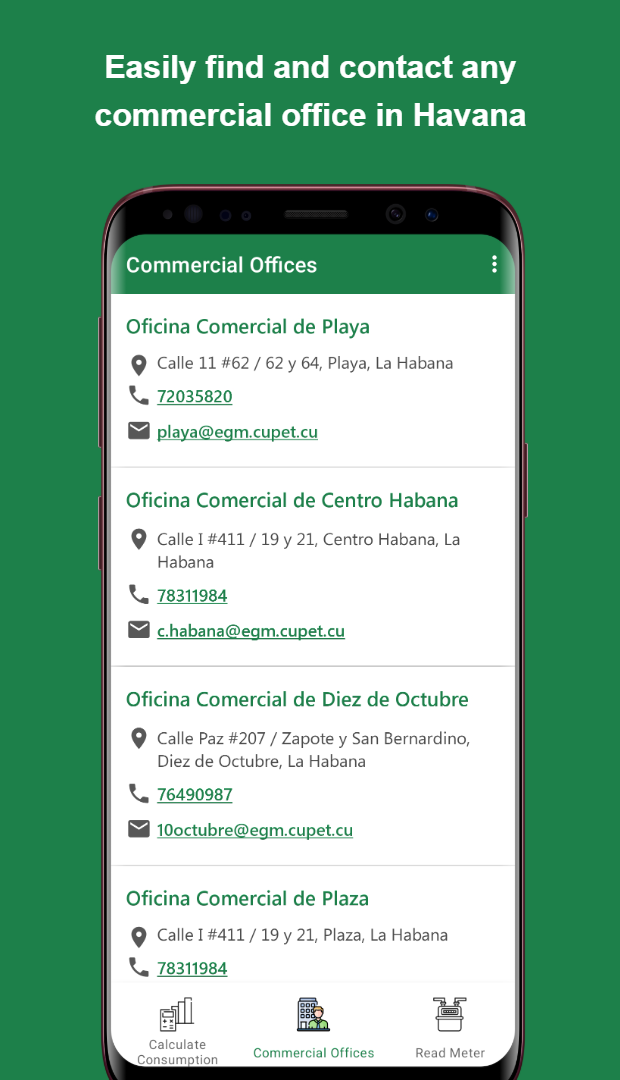 Easily find and contact any
commercial office in Havana
Commercial Offices
Oficina Comercial de Playa
Calle 11 #62 / 62 y 64, Playa, La Habana
72035820
playa@egm.cupet.cu
Oficina Comercial de Centro Habana
Calle I #411 / 19 y 21, Centro Habana, La
Habana
78311984
c.habana@egm.cupet.cu
Oficina Comercial de Diez de Octubre
Calle Paz #207 / Zapote y San Bernardino,
Diez de Octubre, La Habana
76490987
10octubre@egm.cupet.cu
Oficina Comercial de Plaza
Calle I #411 / 19 y 21, Plaza, La Habana
78311984
Calculate
Consumption
Commercial Offices
Read Meter